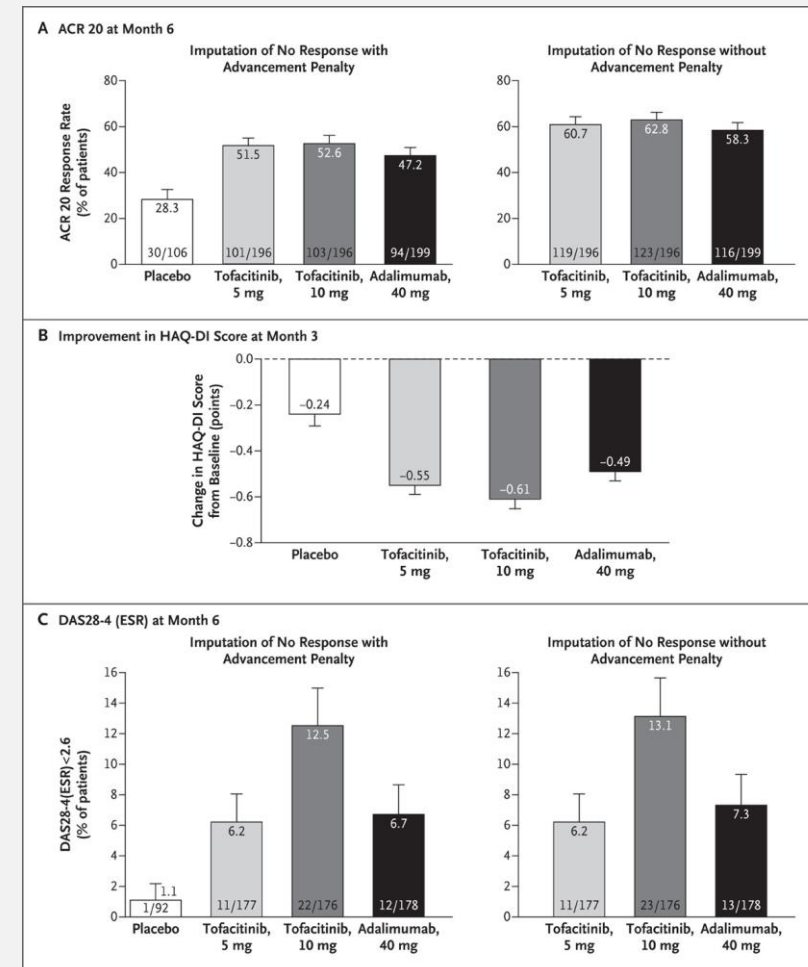 A ACR 20 at Month 6
Imputation of No Response with
Advancement Penalty
ACR 20 Response Rate
(% of patients)
80
60
40
20
0
28.3
51.5
52.6
47.2
30/106
101/196
103/196
94/199
Placebo
Tofacitinib,
5 mg
Tofacitinib,
10 mg
Adalimumab,
40 mg
Imputation of No Response without
Advancement Penalty
80
60
40
20
0
60.7
62.8
58.3
119/196
123/196
116/199
Tofacitinib,
5 mg
Tofacitinib,
10 mg
Adalimumab,
40 mg
B Improvement in HAQ-DI Score at Month 3
Change in HAQ-DI Score
from Baseline (points)
0.0
−0.2
−0.4
−0.6
−0.8
−0.24
−0.55
−0.61
−0.49
Placebo
Tofacitinib,
5 mg
Tofacitinib,
10 mg
Adalimumab,
40 mg
C DAS28-4 (ESR) at Month 6
Imputation of No Response with
Advancement Penalty
DAS28-4(ESR)<2.6
(% of patients)
16
14
12
10
8
6
4
2
0
1.1
6.2
12.5
6.7
1/92
11/177
22/176
12/178
Placebo
Tofacitinib,
5 mg
Tofacitinib,
10 mg
Adalimumab,
40 mg
Imputation of No Response without
Advancement Penalty
16
14
12
10
8
6
4
2
0
6.2
13.1
7.3
11/177
23/176
13/178
Tofacitinib,
5 mg
Tofacitinib,
10 mg
Adalimumab,
40 mg